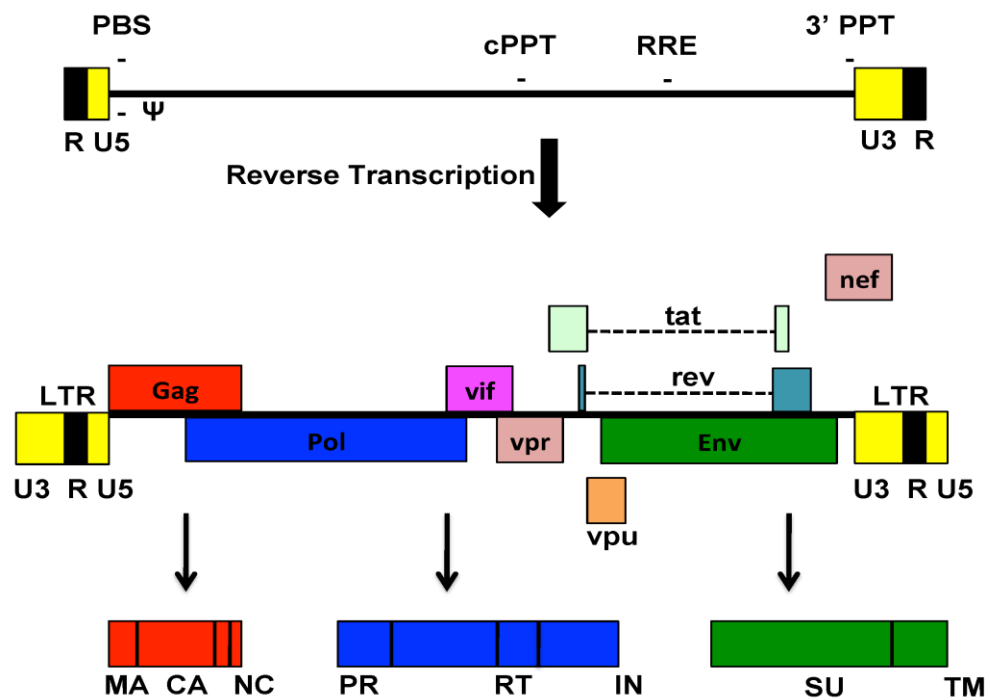 PBS cPPT RRE 3’ PPT
- - - -
- Ψ
R U5 U3 R
Reverse Transcription
nef
tat
LTR Gag vif rev LTR
Pol vpr Env
U3 R U5 U3 R U5
vpu
MA CA NC PR RT IN SU TM